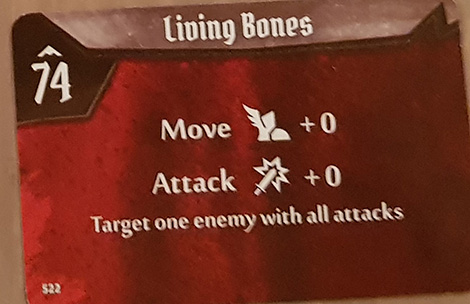 Living Bones
74
Move +0
Attack +0
Target one enemy with all attacks
522